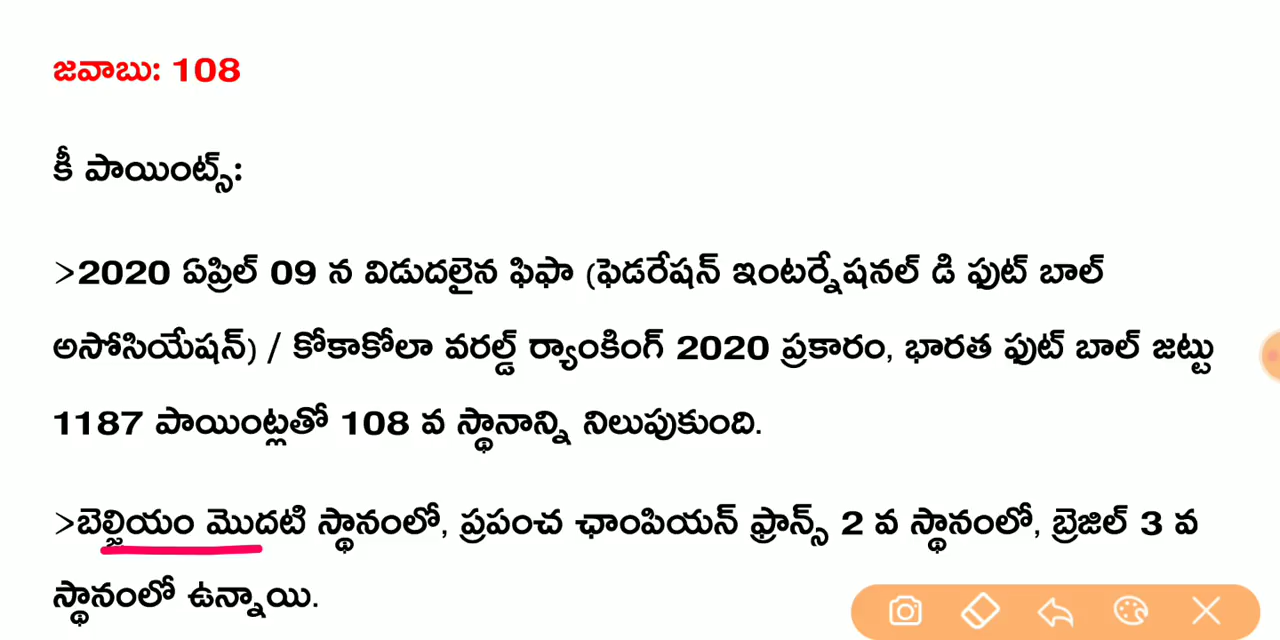 జవాబు: 108
కీ పాయింట్స్:
>2020 ఏప్రిల్ 09 న విడుదలైన ఫిఫా (ఫెడరేషన్ ఇంటర్నేషనల్ డి ఫుట్ బాల్
అసోసియేషన్) / కోకాకోలా వరల్డ్ ర్యాంకింగ్ 2020 ప్రకారం, భారత ఫుట్ బాల్ జట్టు
1187 పాయింట్లతో 108 వ స్థానాన్ని నిలుపుకుంది.
>బెల్జియం మొదటి స్థానంలో, ప్రపంచ ఛాంపియన్ ఫ్రాన్స్ 2 వ స్థానంలో, బ్రెజిల్ 3 వ
స్థానంలో ఉన్నాయి.